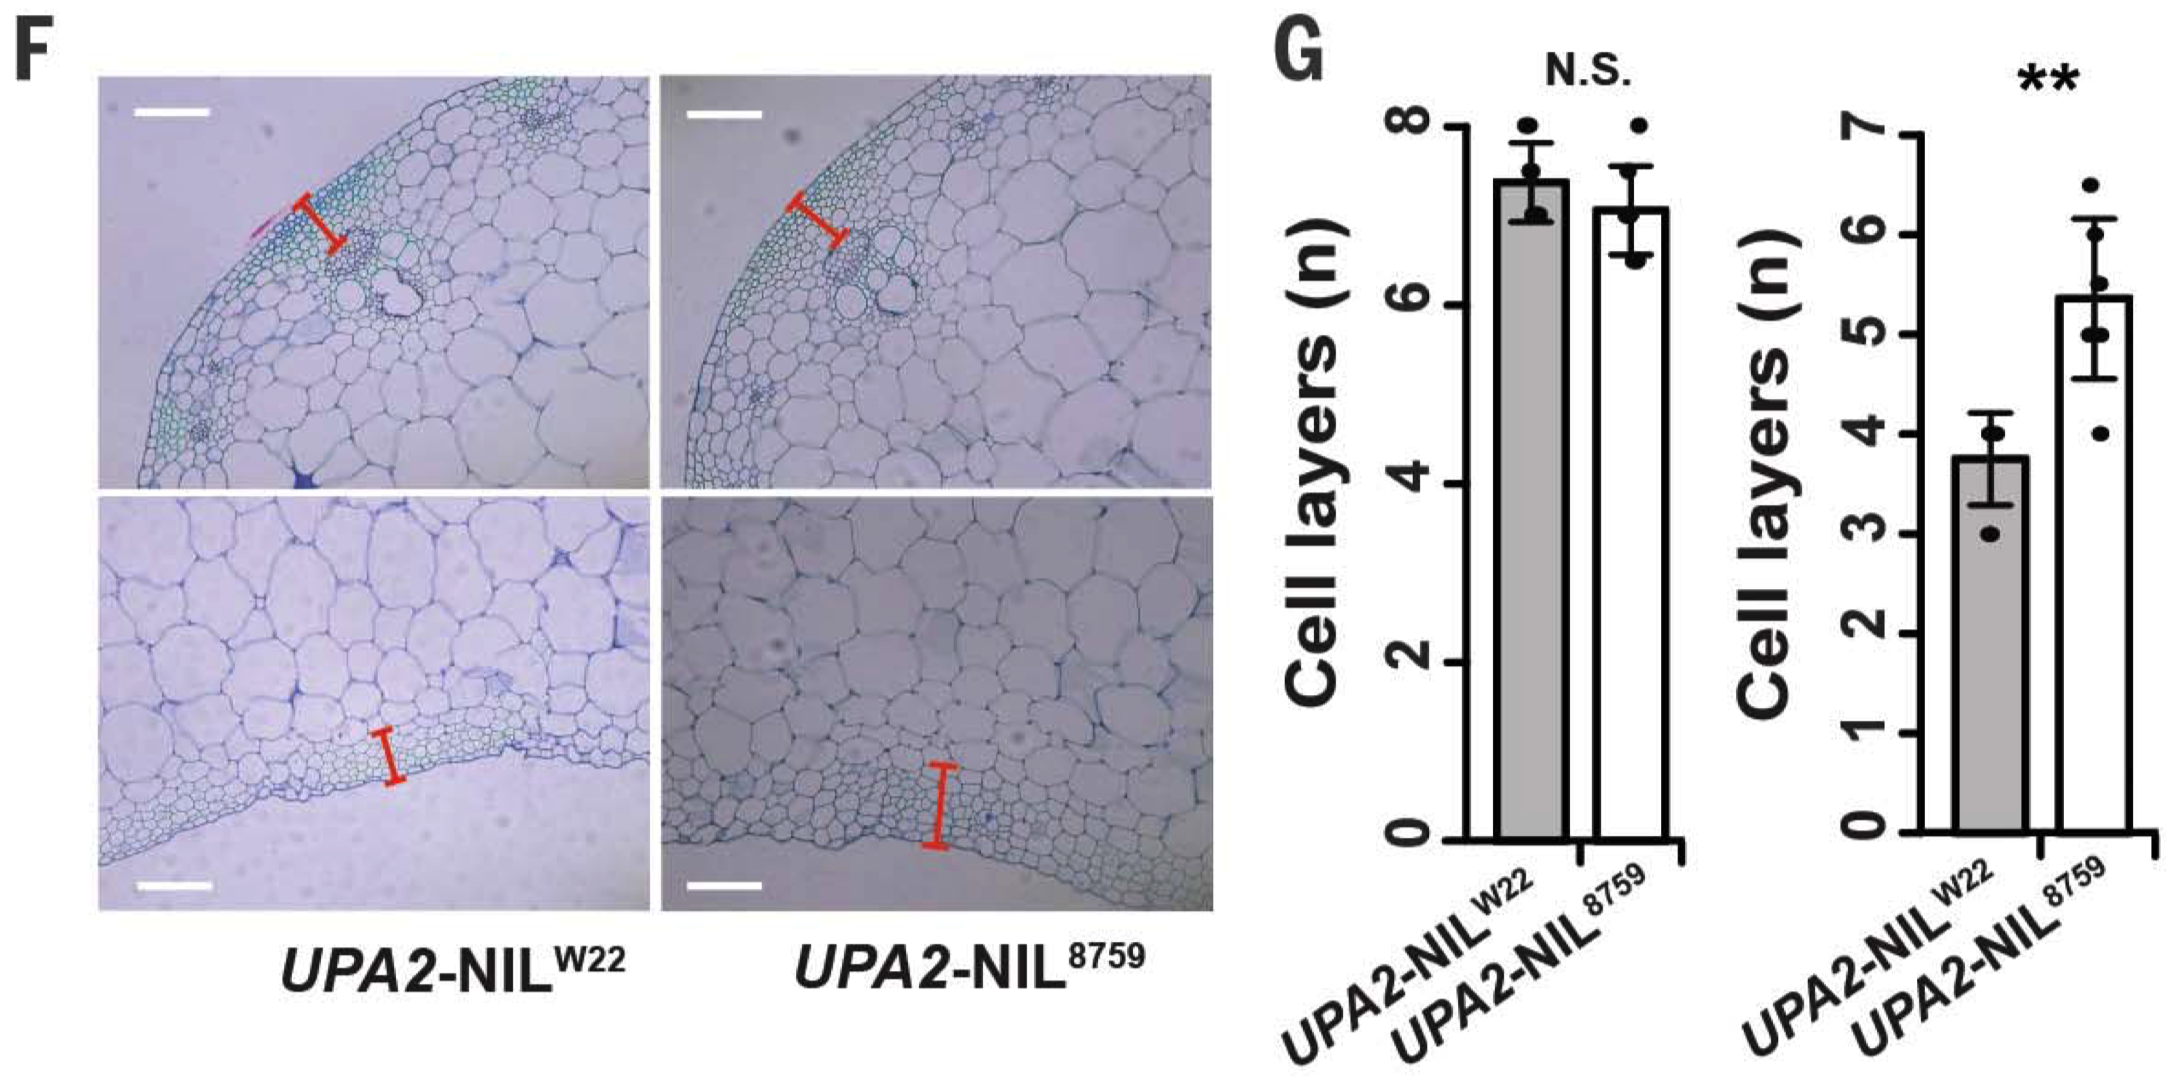 F
UPA2-NIL^W22
UPA2-NIL^8759
G
N.S.
Cell layers (n)
8
6
4
2
0
UPA2-NIL^W22
UPA2-NIL^8759
**
Cell layers (n)
7
6
5
4
3
2
1
0
UPA2-NIL^W22
UPA2-NIL^8759